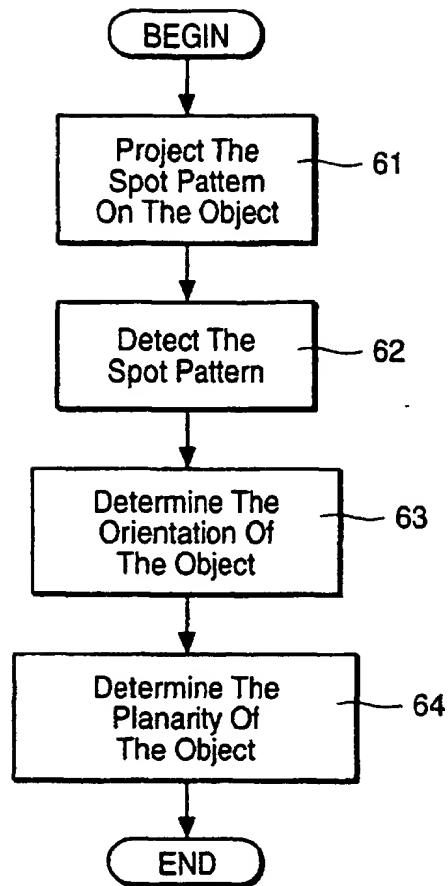 BEGIN
Project The
Spot Pattern
On The Object
61
Detect The
Spot Pattern
62
Determine The
Orientation Of
The Object
63
Determine The
Planarity Of
The Object
64
END